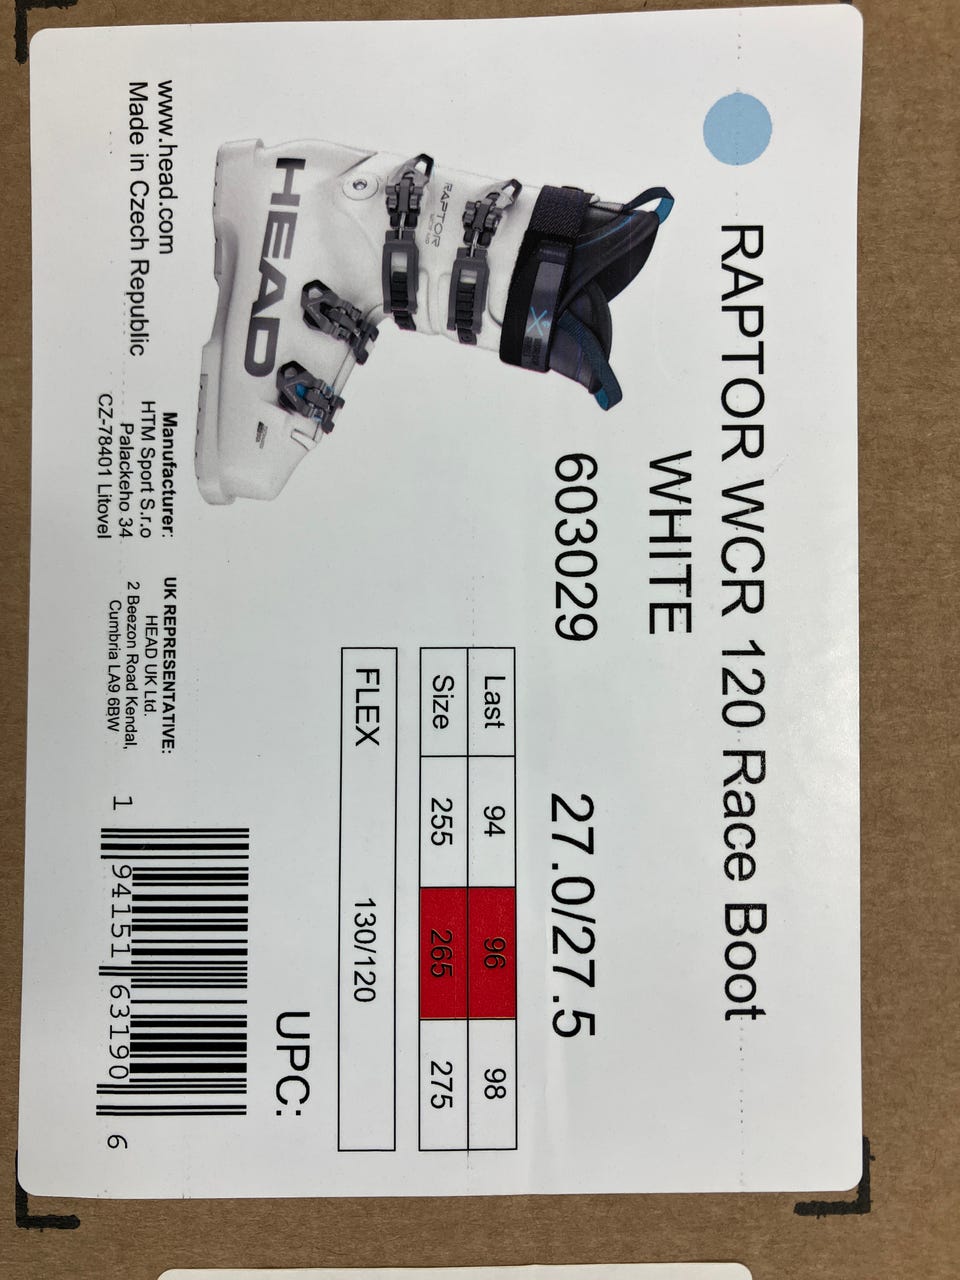 RAPTOR WCR 120 Race Boot
WHITE
603029 27.0/27.5
RAPTOR
HEAD
Last 94 96 98
Size 255 265 275
FLEX 130/120
UPC:
1 94151 63190 6
www.head.com
Made in Czech Republic
Manufacturer:
HTM Sport S.r.o
Palackeho 34
CZ-78401 Litovel
UK REPRESENTATIVE:
HEAD UK Ltd.
2 Beezon Road Kendal,
Cumbria LA9 6BW